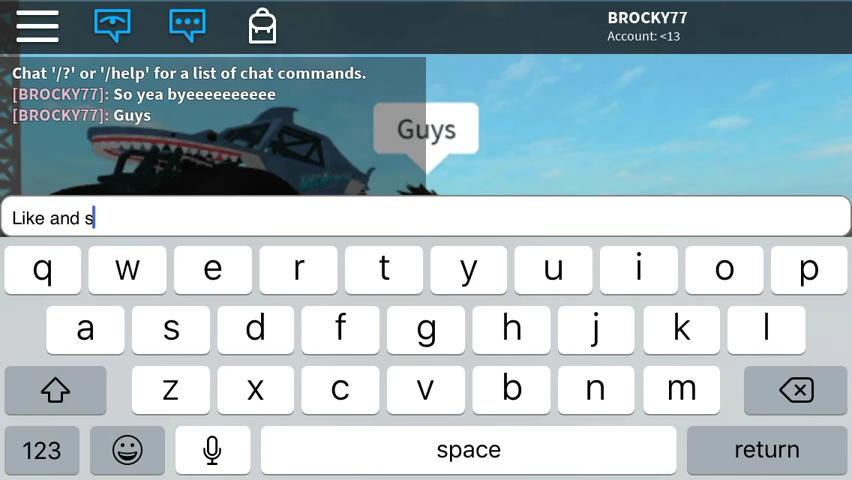 BROCKY77
Account: <13
Chat '/?' or '/help' for a list of chat commands.
[BROCKY77]: So yea byeeeeeeeeee
[BROCKY77]: Guys
Guys
Like and s
q w e r t y u i o p
a s d f g h j k l
z x c v b n m
123 space return